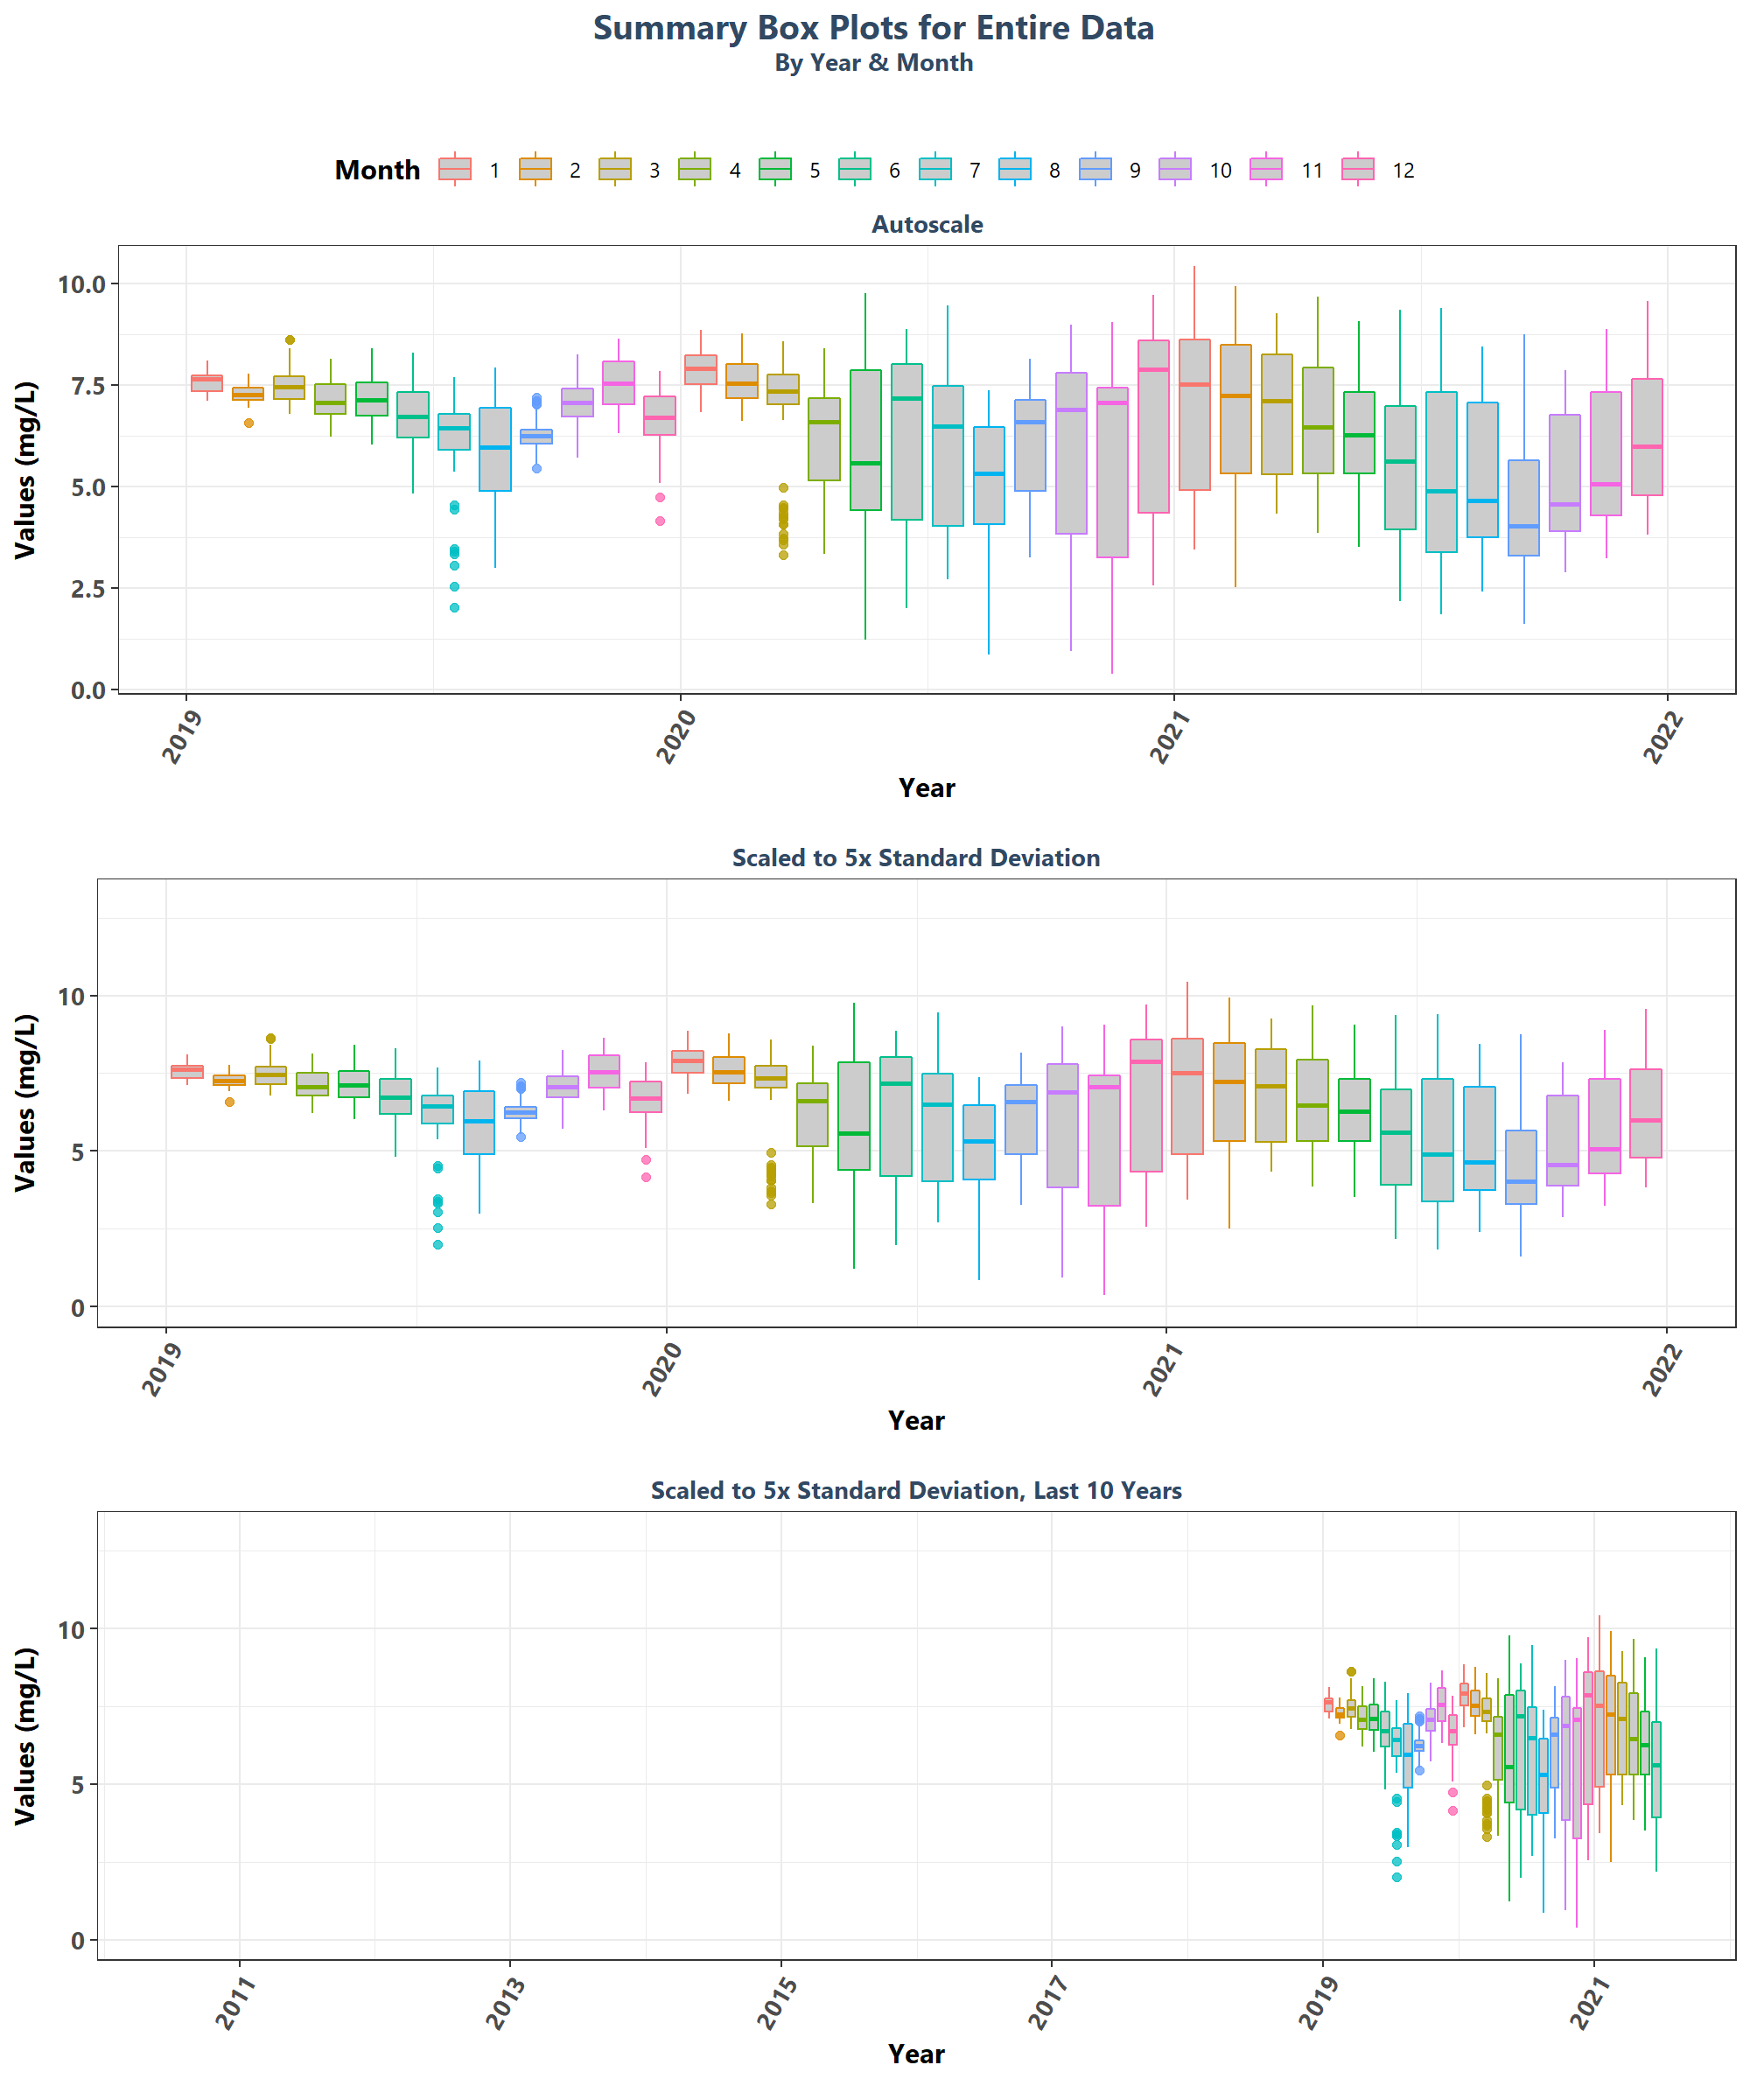 Summary Box Plots for Entire Data
By Year & Month
Month 1 2 3 4 5 6 7 8 9 10 11 12
Autoscale
Values (mg/L)
10.0
7.5
5.0
2.5
0.0
2019 2020 2021 2022
Year
Scaled to 5x Standard Deviation
Values (mg/L)
10
5
0
2019 2020 2021 2022
Year
Scaled to 5x Standard Deviation, Last 10 Years
Values (mg/L)
10
5
0
2011 2013 2015 2017 2019 2021
Year